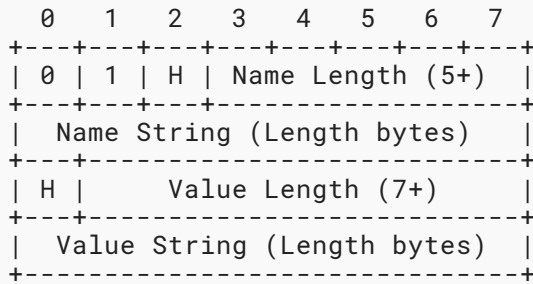 0   1   2   3   4   5   6   7
+---+---+---+---+---+---+---+---+
| 0 | 1 | H | Name Length (5+)  |
+---+---+---+-------------------+
|  Name String (Length bytes)   |
+---+---------------------------+
| H |     Value Length (7+)     |
+---+---------------------------+
|  Value String (Length bytes)  |
+-------------------------------+